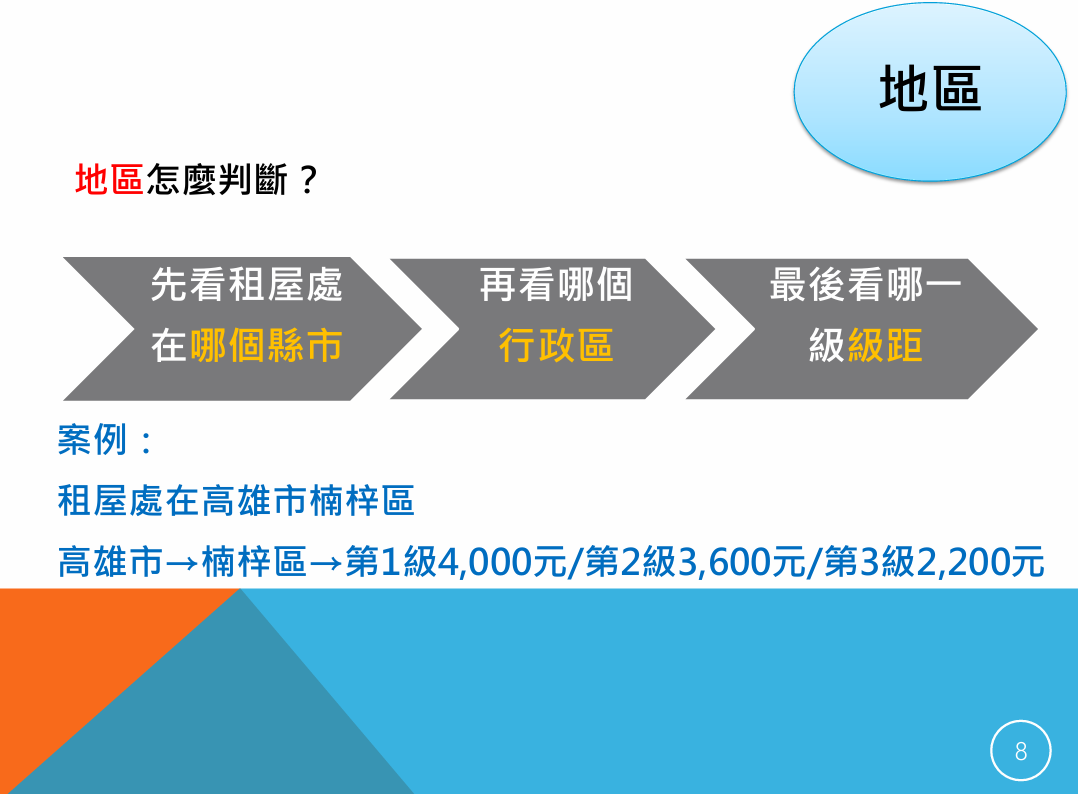 地區
地區怎麼判斷？
先看租屋處
在哪個縣市
再看哪個
行政區
最後看哪一
級級距
案例：
租屋處在高雄市楠梓區
高雄市→楠梓區→第1級4,000元/第2級3,600元/第3級2,200元
8